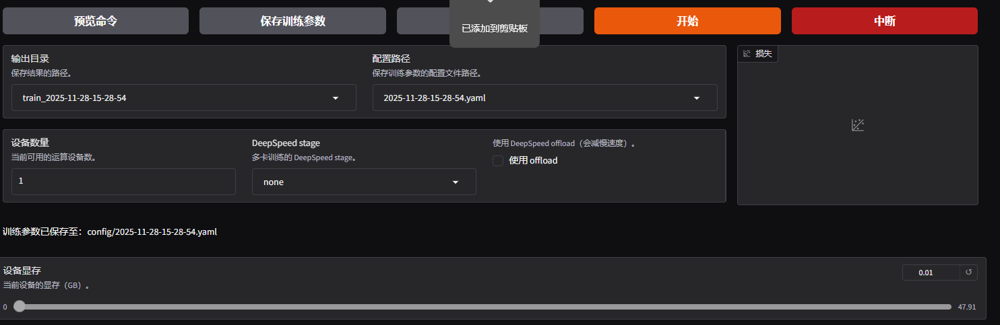 预览命令
保存训练参数
已添加到剪贴板
开始
中断
输出目录
保存结果的路径。
train_2025-11-28-15-28-54
配置路径
保存训练参数的配置文件路径。
2025-11-28-15-28-54.yaml
损失
设备数量
当前可用的运算设备数。
1
DeepSpeed stage
多卡训练的 DeepSpeed stage。
none
使用 DeepSpeed offload（会减慢速度）。
使用 offload
训练参数已保存至：config/2025-11-28-15-28-54.yaml
设备显存
当前设备的显存（GB）。
0.01
0
47.91